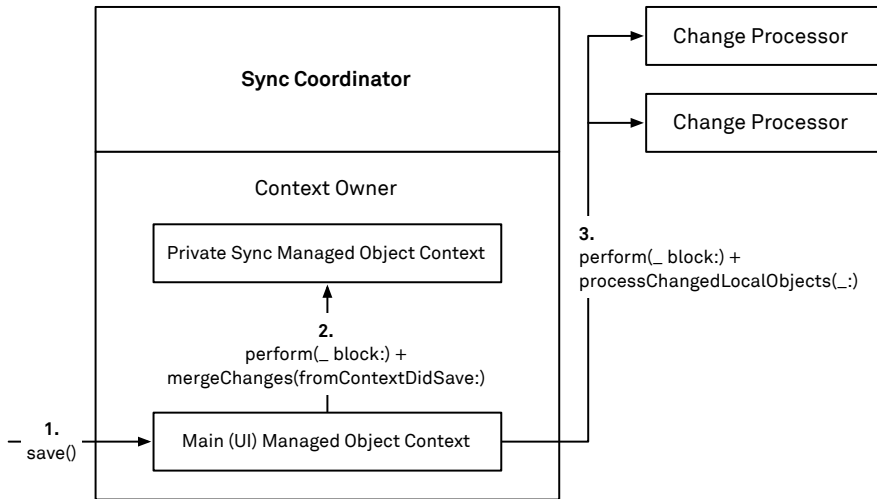 Change Processor
Sync Coordinator
Change Processor
Context Owner
Private Sync Managed Object Context
3.
perform(_ block:) +
processChangedLocalObjects(_:)
2.
perform(_ block:) +
mergeChanges(fromContextDidSave:)
1.
save()
Main (UI) Managed Object Context